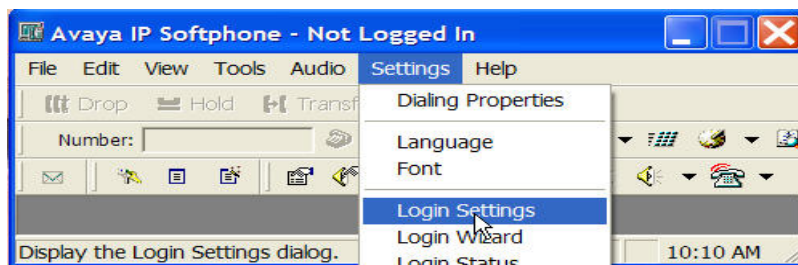 Avaya IP Softphone - Not Logged In
File Edit View Tools Audio Settings Help
Drop Hold Transf
Dialing Properties
Number:
Language
Font
Login Settings
Login Wizard
Display the Login Settings dialog.
10:10 AM
Login Status